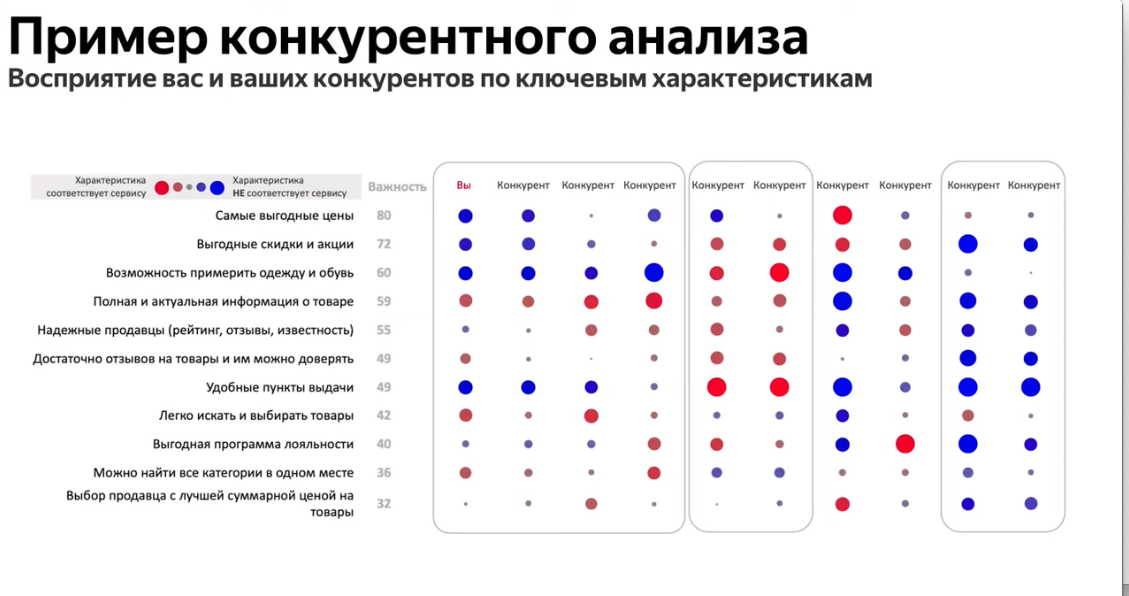 Пример конкурентного анализа
Восприятие вас и ваших конкурентов по ключевым характеристикам
Характеристика соответствует сервису
Характеристика НЕ соответствует сервису
Важность Вы Конкурент Конкурент Конкурент Конкурент Конкурент Конкурент Конкурент Конкурент Конкурент
Самые выгодные цены 80
Выгодные скидки и акции 72
Возможность примерить одежду и обувь 60
Полная и актуальная информация о товаре 59
Надежные продавцы (рейтинг, отзывы, известность) 55
Достаточно отзывов на товары и им можно доверять 49
Удобные пункты выдачи 49
Легко искать и выбирать товары 42
Выгодная программа лояльности 40
Можно найти все категории в одном месте 36
Выбор продавца с лучшей суммарной ценой на
товары 32